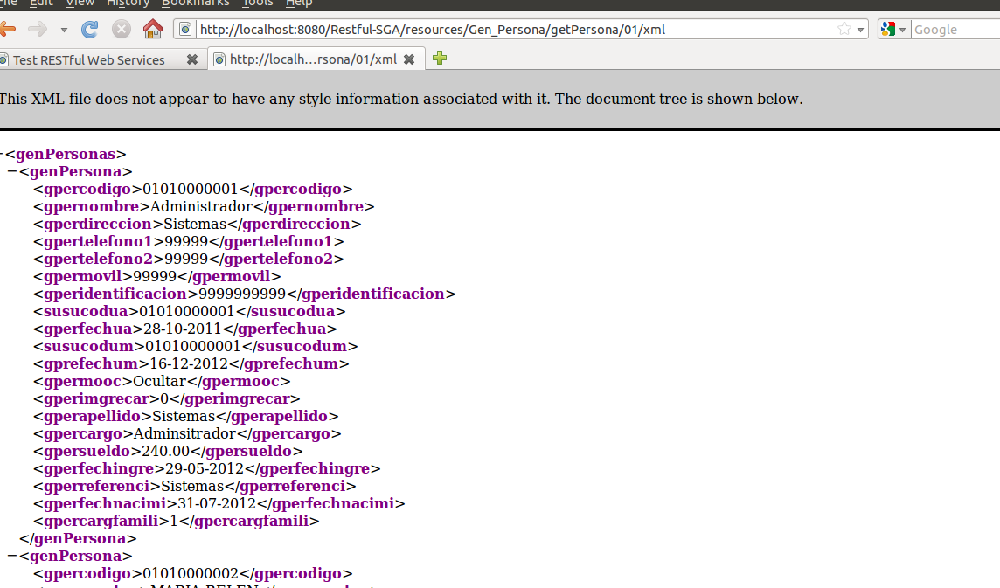 File Edit View History Bookmarks Tools Help
http://localhost:8080/Restful-SGA/resources/Gen_Persona/getPersona/01/xml Google
Test RESTful Web Services http://localh...rsona/01/xml
This XML file does not appear to have any style information associated with it. The document tree is shown below.
−<genPersonas>
−<genPersona>
<gpercodigo>01010000001</gpercodigo>
<gpernombre>Administrador</gpernombre>
<gperdireccion>Sistemas</gperdireccion>
<gpertelefono1>99999</gpertelefono1>
<gpertelefono2>99999</gpertelefono2>
<gpermovil>99999</gpermovil>
<gperidentificacion>9999999999</gperidentificacion>
<susucodua>01010000001</susucodua>
<gperfechua>28-10-2011</gperfechua>
<susucodum>01010000001</susucodum>
<gprefechum>16-12-2012</gprefechum>
<gpermooc>Ocultar</gpermooc>
<gperimgrecar>0</gperimgrecar>
<gperapellido>Sistemas</gperapellido>
<gpercargo>Adminsitrador</gpercargo>
<gpersueldo>240.00</gpersueldo>
<gperfechingre>29-05-2012</gperfechingre>
<gperreferenci>Sistemas</gperreferenci>
<gperfechnacimi>31-07-2012</gperfechnacimi>
<gpercargfamili>1</gpercargfamili>
</genPersona>
−<genPersona>
<gpercodigo>01010000002</gpercodigo>